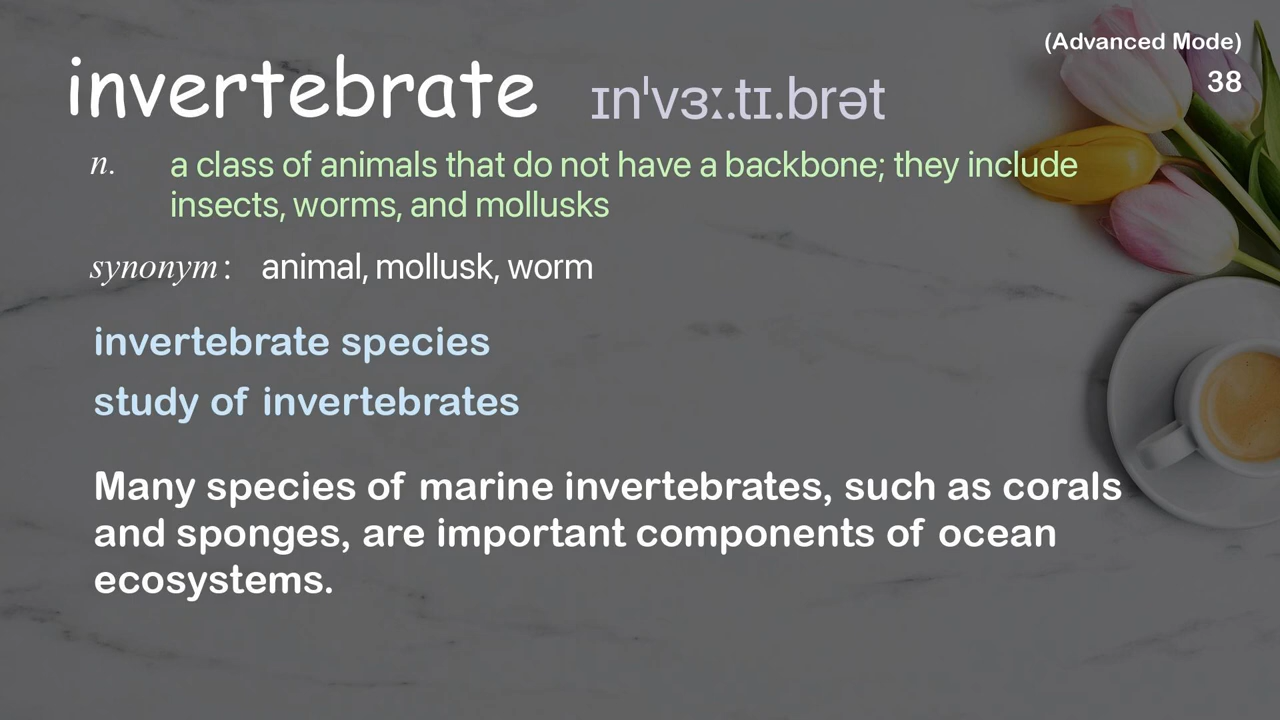 (Advanced Mode)
38
invertebrate ɪnˈvɜː.tɪ.brət
n. a class of animals that do not have a backbone; they include
insects, worms, and mollusks
synonym: animal, mollusk, worm
invertebrate species
study of invertebrates
Many species of marine invertebrates, such as corals
and sponges, are important components of ocean
ecosystems.